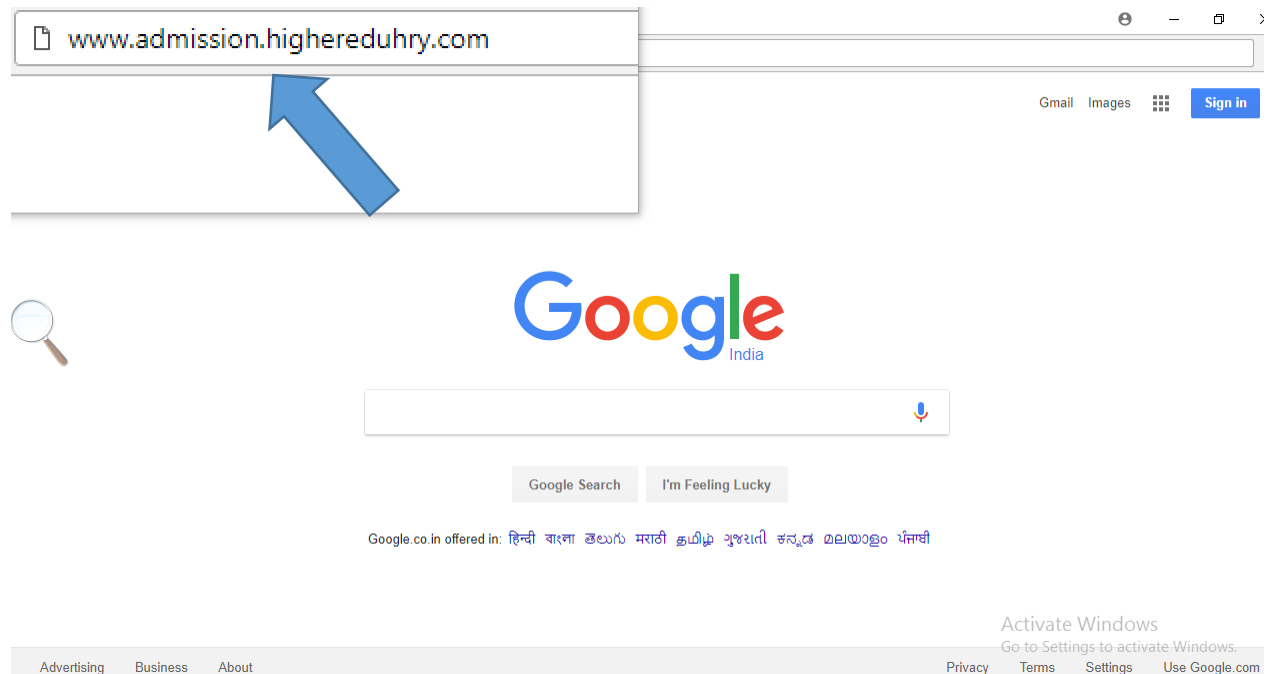 www.admission.highereduhry.com
Gmail Images Sign in
Google
India
Google Search I'm Feeling Lucky
Google.co.in offered in: हिन्दी বাংলা తెలుగు मराठी தமிழ் ગુજરાતી ಕನ್ನಡ മലയാളം ਪੰਜਾਬੀ
Activate Windows
Go to Settings to activate Windows.
Advertising Business About Privacy Terms Settings Use Google.com